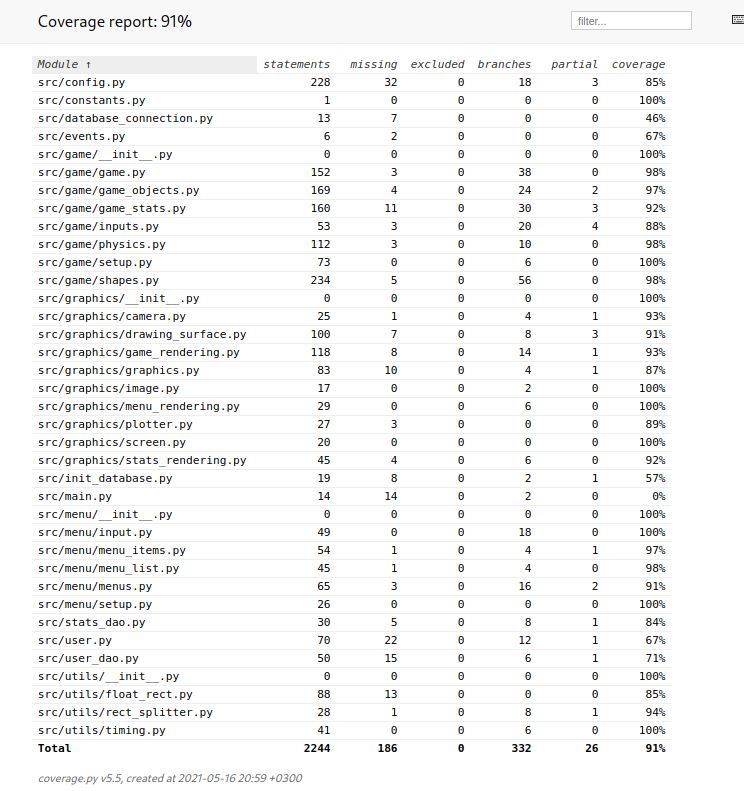 Coverage report: 91%
filter...
Module ↑ statements missing excluded branches partial coverage
src/config.py 228 32 0 18 3 85%
src/constants.py 1 0 0 0 0 100%
src/database_connection.py 13 7 0 0 0 46%
src/events.py 6 2 0 0 0 67%
src/game/__init__.py 0 0 0 0 0 100%
src/game/game.py 152 3 0 38 0 98%
src/game/game_objects.py 169 4 0 24 2 97%
src/game/game_stats.py 160 11 0 30 3 92%
src/game/inputs.py 53 3 0 20 4 88%
src/game/physics.py 112 3 0 10 0 98%
src/game/setup.py 73 0 0 6 0 100%
src/game/shapes.py 234 5 0 56 0 98%
src/graphics/__init__.py 0 0 0 0 0 100%
src/graphics/camera.py 25 1 0 4 1 93%
src/graphics/drawing_surface.py 100 7 0 8 3 91%
src/graphics/game_rendering.py 118 8 0 14 1 93%
src/graphics/graphics.py 83 10 0 4 1 87%
src/graphics/image.py 17 0 0 2 0 100%
src/graphics/menu_rendering.py 29 0 0 6 0 100%
src/graphics/plotter.py 27 3 0 0 0 89%
src/graphics/screen.py 20 0 0 0 0 100%
src/graphics/stats_rendering.py 45 4 0 6 0 92%
src/init_database.py 19 8 0 2 1 57%
src/main.py 14 14 0 2 0 0%
src/menu/__init__.py 0 0 0 0 0 100%
src/menu/input.py 49 0 0 18 0 100%
src/menu/menu_items.py 54 1 0 4 1 97%
src/menu/menu_list.py 45 1 0 4 0 98%
src/menu/menus.py 65 3 0 16 2 91%
src/menu/setup.py 26 0 0 0 0 100%
src/stats_dao.py 30 5 0 8 1 84%
src/user.py 70 22 0 12 1 67%
src/user_dao.py 50 15 0 6 1 71%
src/utils/__init__.py 0 0 0 0 0 100%
src/utils/float_rect.py 88 13 0 0 0 85%
src/utils/rect_splitter.py 28 1 0 8 1 94%
src/utils/timing.py 41 0 0 6 0 100%
Total 2244 186 0 332 26 91%
coverage.py v5.5, created at 2021-05-16 20:59 +0300